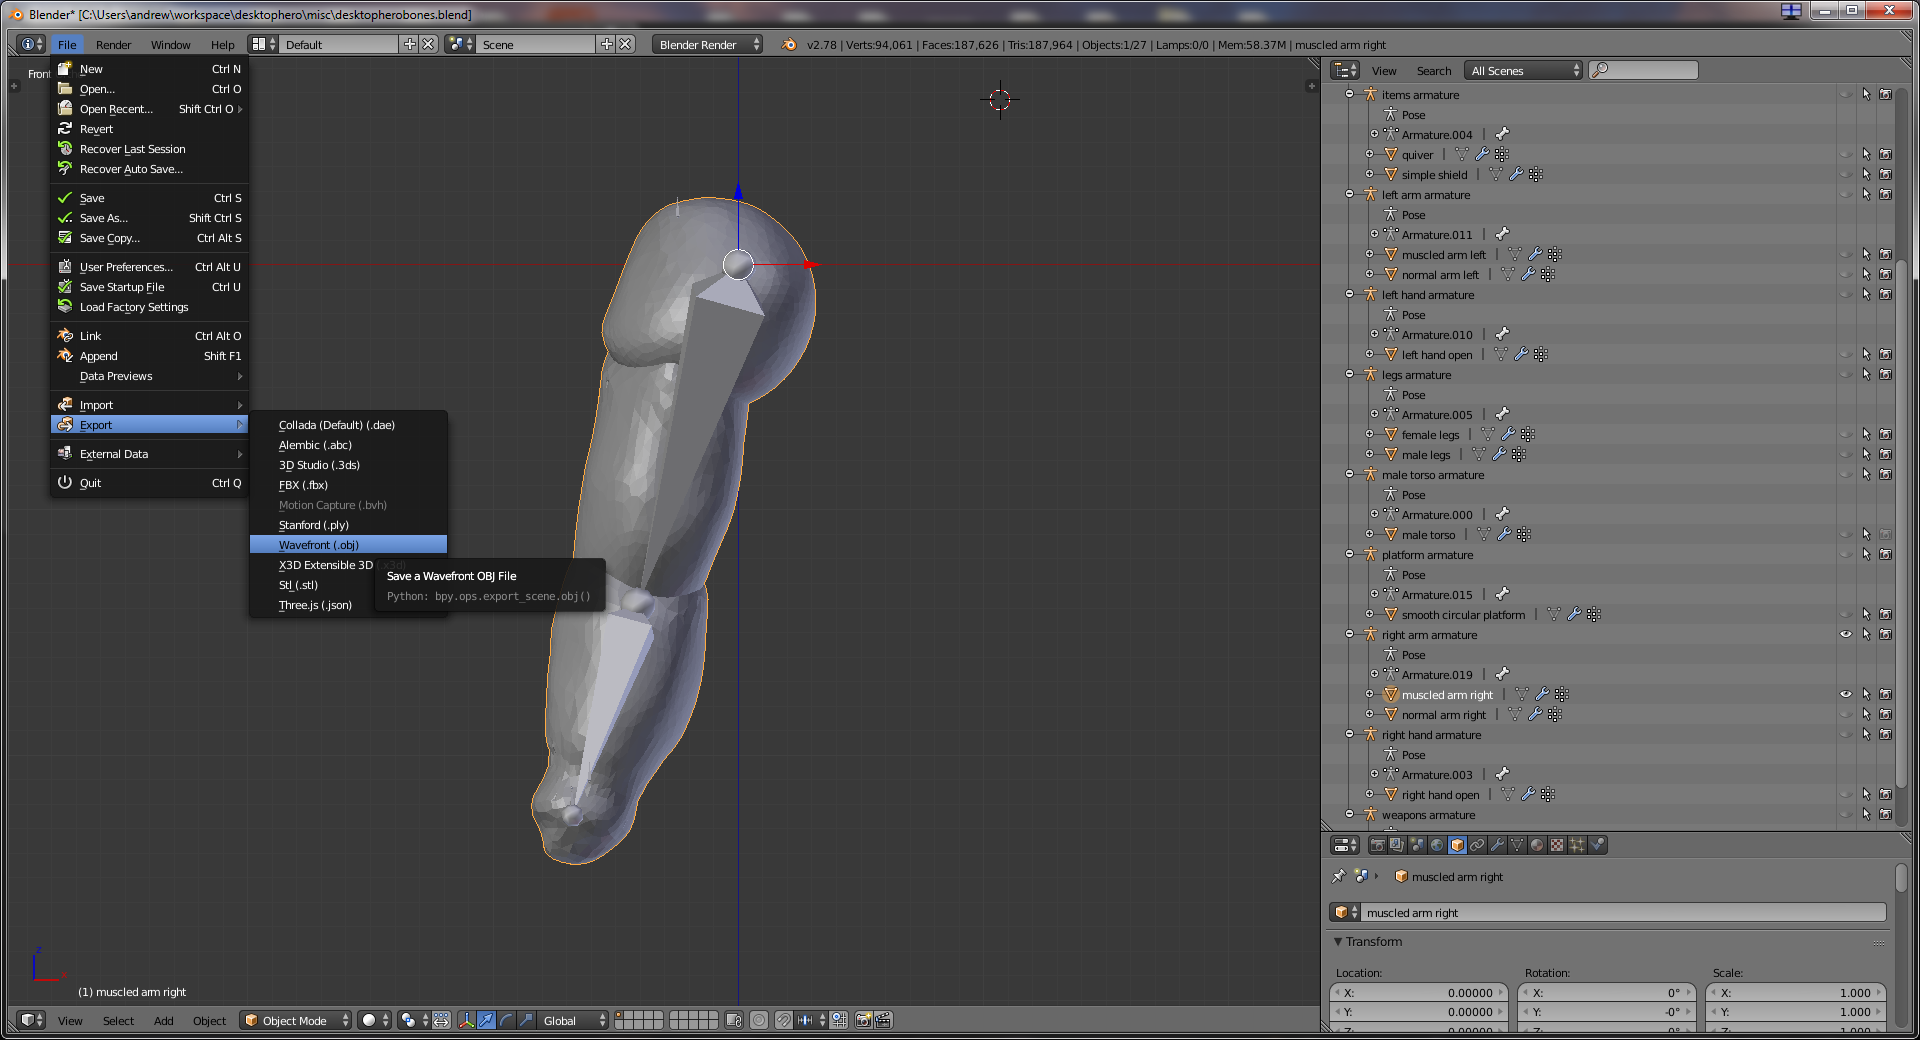 Blender* [C:\Users\andrew\workspace\desktophero\misc\desktopherobones.blend]
File Render Window Help Default Scene Blender Render v2.78 | Verts:94,061 | Faces:187,626 | Tris:187,964 | Objects:1/27 | Lamps:0/0 | Mem:58.37M | muscled arm right
Front
New Ctrl N
Open... Ctrl O
Open Recent... Shift Ctrl O
Revert
Recover Last Session
Recover Auto Save...
Save Ctrl S
Save As... Shift Ctrl S
Save Copy... Ctrl Alt S
User Preferences... Ctrl Alt U
Save Startup File Ctrl U
Load Factory Settings
Link Ctrl Alt O
Append Shift F1
Data Previews
Import
Export
External Data
Quit Ctrl Q
Collada (Default) (.dae)
Alembic (.abc)
3D Studio (.3ds)
FBX (.fbx)
Motion Capture (.bvh)
Stanford (.ply)
Wavefront (.obj)
X3D Extensible 3D (.x3d)
Stl (.stl)
Three.js (.json)
Save a Wavefront OBJ File
Python: bpy.ops.export_scene.obj()
z
(1) muscled arm right
View Select Add Object Object Mode Global
View Search All Scenes
items armature
Pose
Armature.004 |
quiver |
simple shield |
left arm armature
Pose
Armature.011 |
muscled arm left |
normal arm left |
left hand armature
Pose
Armature.010 |
left hand open |
legs armature
Pose
Armature.005 |
female legs |
male legs |
male torso armature
Pose
Armature.000 |
male torso |
platform armature
Pose
Armature.015 |
smooth circular platform |
right arm armature
Pose
Armature.019 |
muscled arm right |
normal arm right |
right hand armature
Pose
Armature.003 |
right hand open |
weapons armature
muscled arm right
muscled arm right
Transform
Location: Rotation: Scale:
X: 0.00000 X: 0° X: 1.000
Y: 0.00000 Y: -0° Y: 1.000
Z: 0.00000 Z: 0° Z: 1.000